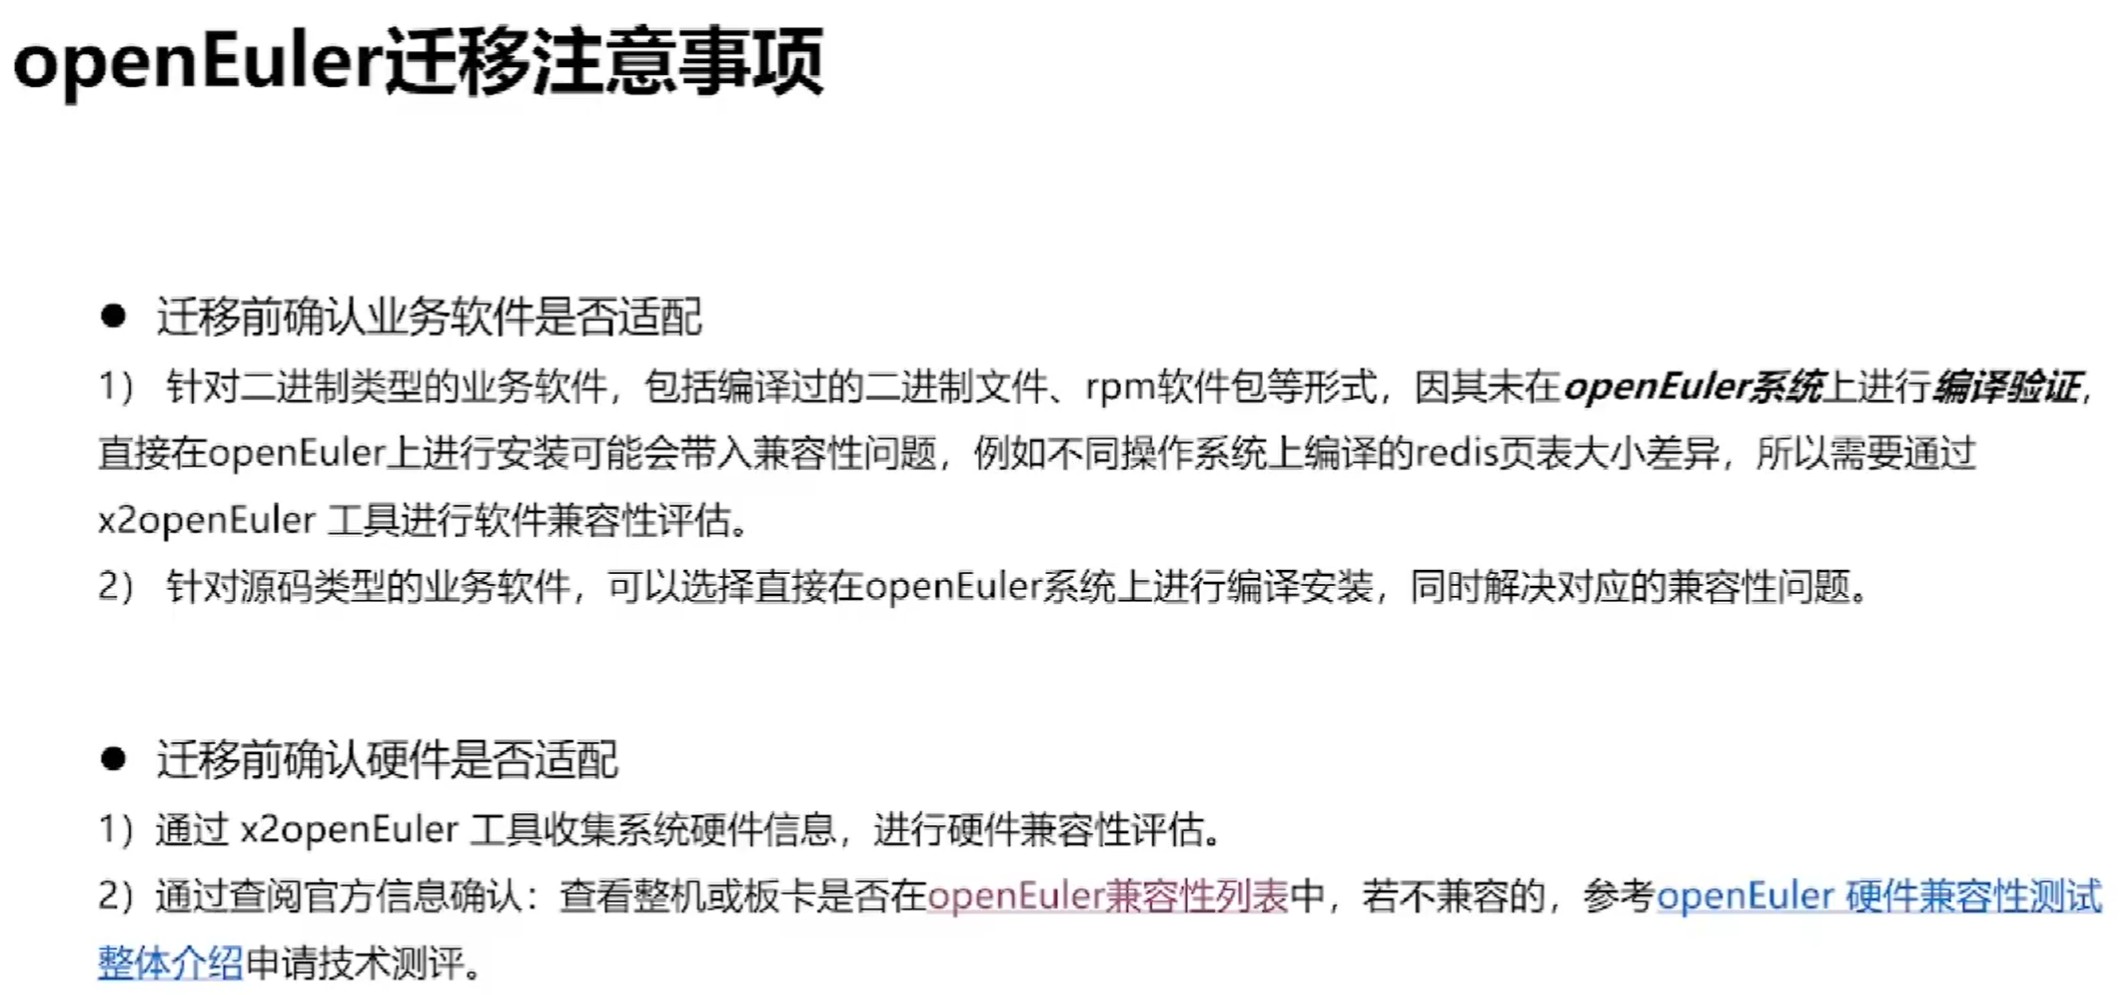 openEuler迁移注意事项
● 迁移前确认业务软件是否适配
1） 针对二进制类型的业务软件，包括编译过的二进制文件、rpm软件包等形式，因其未在openEuler系统上进行编译验证，
直接在openEuler上进行安装可能会带入兼容性问题，例如不同操作系统上编译的redis页表大小差异，所以需要通过
x2openEuler 工具进行软件兼容性评估。
2） 针对源码类型的业务软件，可以选择直接在openEuler系统上进行编译安装，同时解决对应的兼容性问题。
● 迁移前确认硬件是否适配
1）通过 x2openEuler 工具收集系统硬件信息，进行硬件兼容性评估。
2）通过查阅官方信息确认：查看整机或板卡是否在openEuler兼容性列表中，若不兼容的，参考openEuler 硬件兼容性测试
整体介绍申请技术测评。